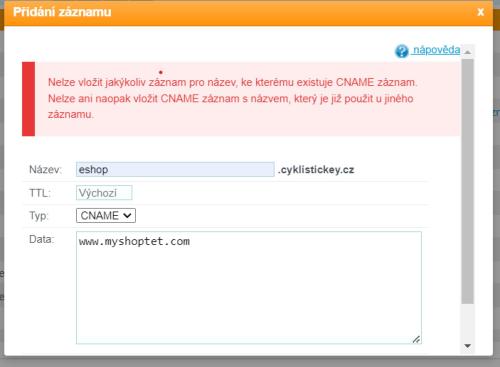 Přidání záznamu x
nápověda
Nelze vložit jakýkoliv záznam pro název, ke kterému existuje CNAME záznam.
Nelze ani naopak vložit CNAME záznam s názvem, který je již použit u jiného
záznamu.
Název: eshop .cyklistickey.cz
TTL: Výchozí
Typ: CNAME
Data: www.myshoptet.com